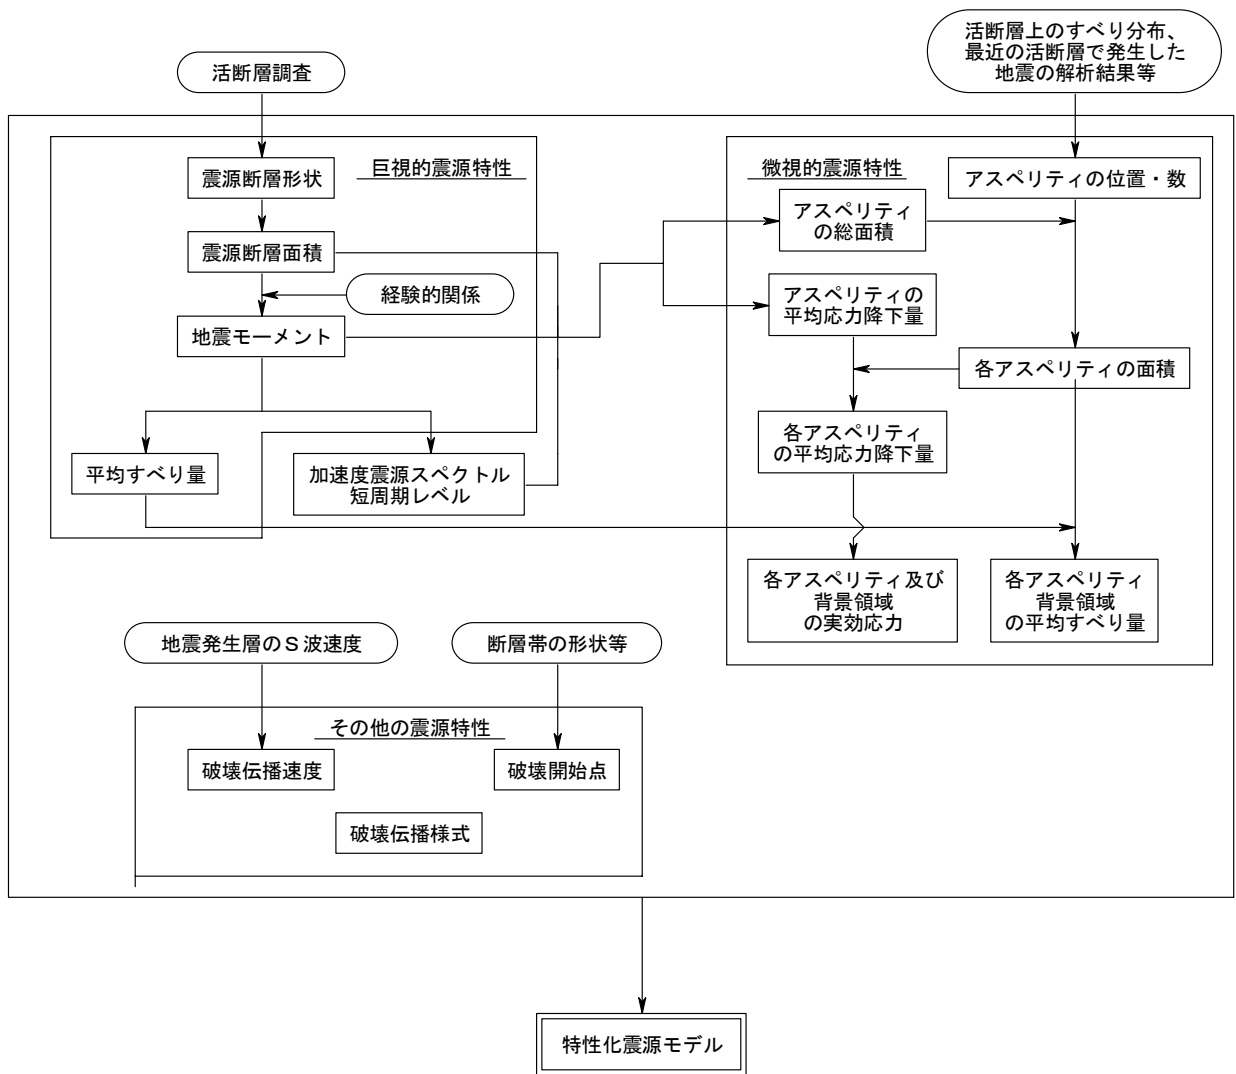 活断層調査
活断層上のすべり分布、
最近の活断層で発生した
地震の解析結果等
巨視的震源特性
震源断層形状
震源断層面積
経験的関係
地震モーメント
平均すべり量
加速度震源スペクトル
短周期レベル
微視的震源特性
アスペリティの位置・数
アスペリティ
の総面積
アスペリティの
平均応力降下量
各アスペリティの面積
各アスペリティ
の平均応力降下量
各アスペリティ及び
背景領域
の実効応力
各アスペリティ
背景領域
の平均すべり量
地震発生層のS波速度
断層帯の形状等
その他の震源特性
破壊伝播速度
破壊開始点
破壊伝播様式
特性化震源モデル